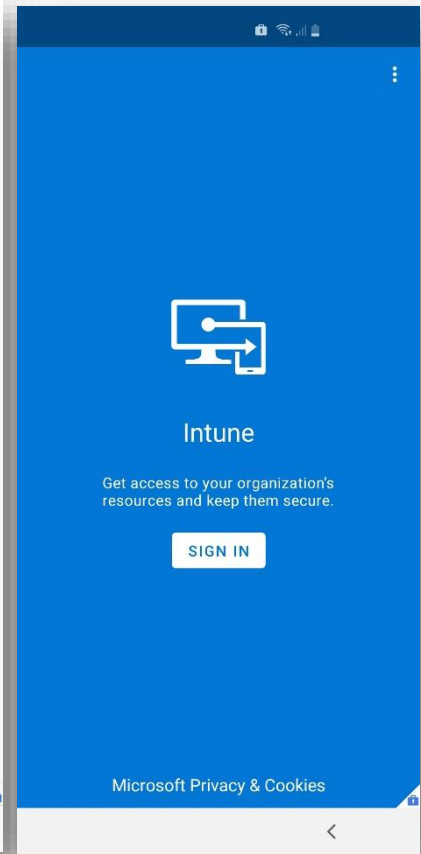 Intune
Get access to your organization's
resources and keep them secure.
SIGN IN
Microsoft Privacy & Cookies